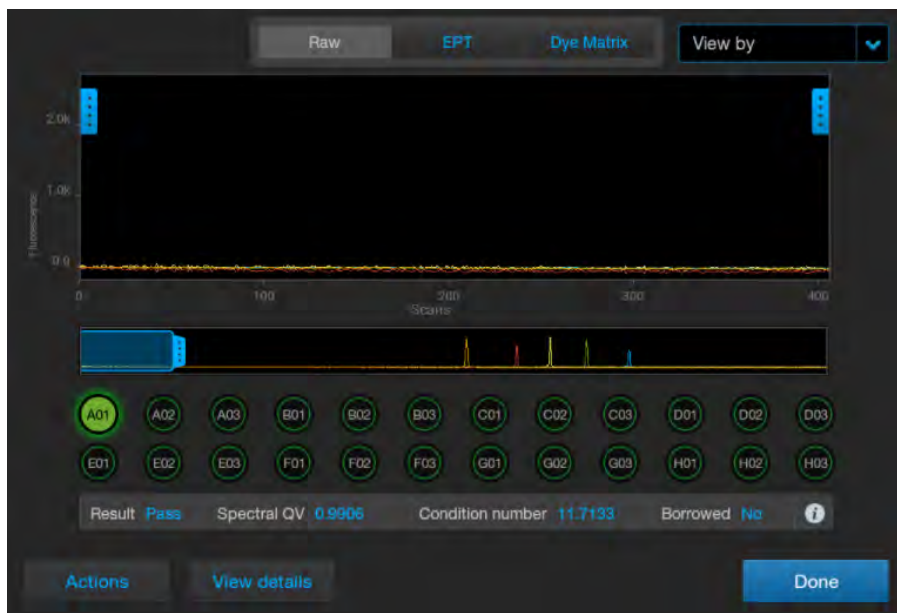 Raw EPT Dye Matrix View by
2.0k
1.0k
Fluorescence
0.0
0 100 200 300 400
Scans
A01 A02 A03 B01 B02 B03 C01 C02 C03 D01 D02 D03
E01 E02 E03 F01 F02 F03 G01 G02 G03 H01 H02 H03
Result Pass Spectral QV 0.9906 Condition number 11.7133 Borrowed No i
Actions View details Done